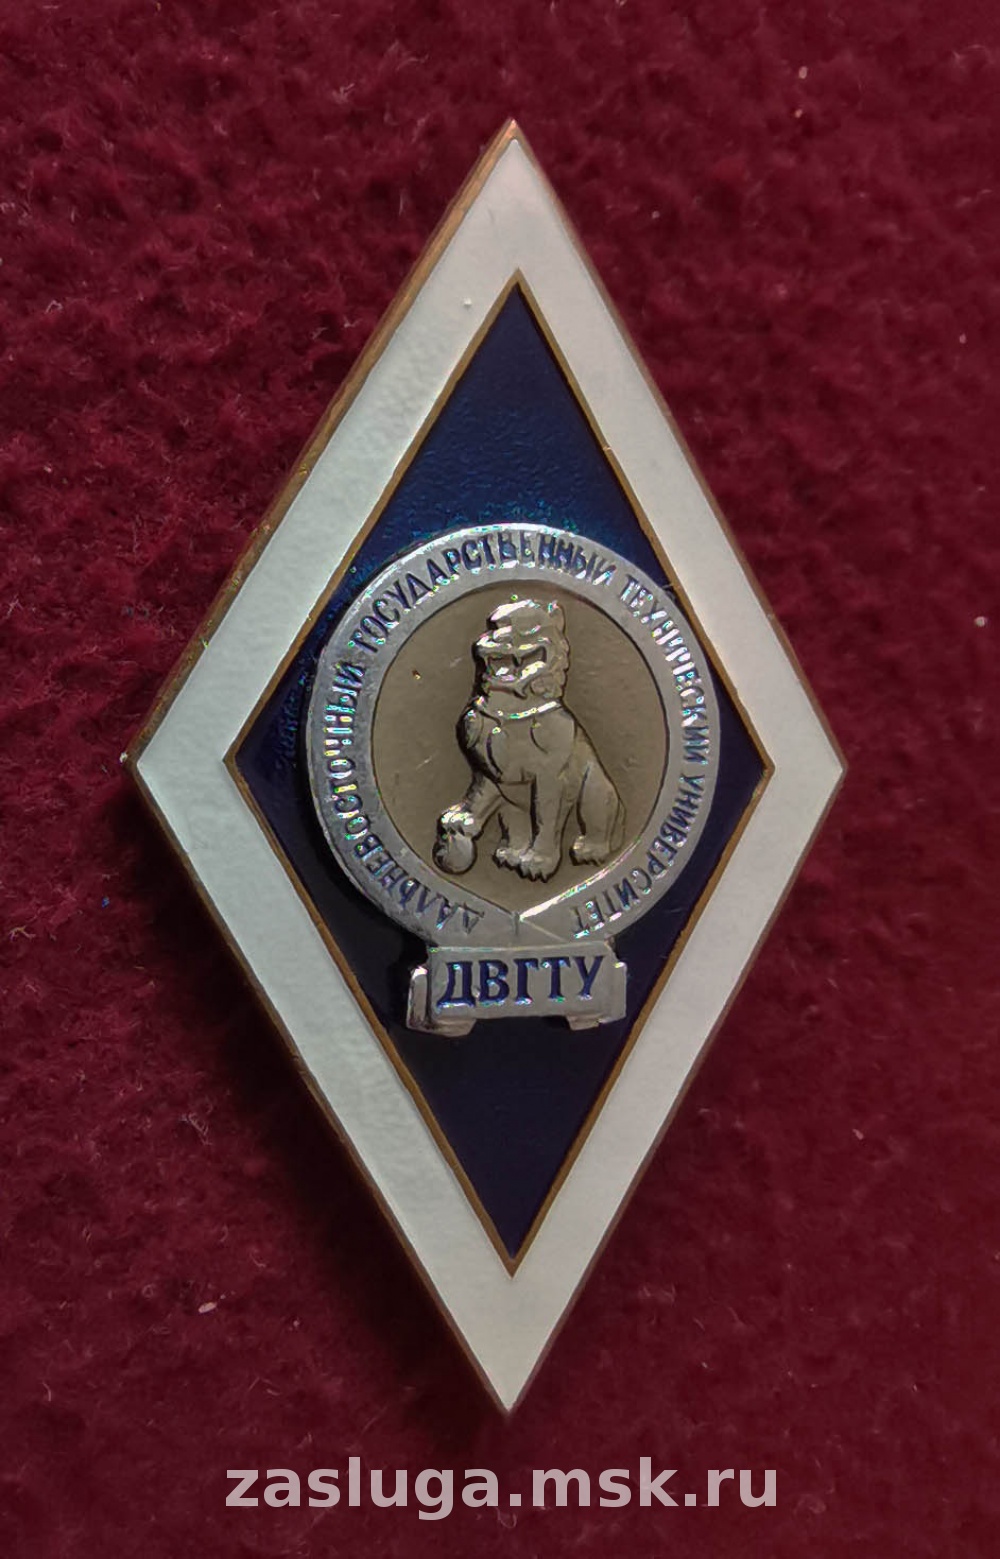 ДАЛЬНЕВОСТОЧНЫЙ ГОСУДАРСТВЕННЫЙ ТЕХНИЧЕСКИЙ УНИВЕРСИТЕТ
ДВГТУ
zasluga.msk.ru